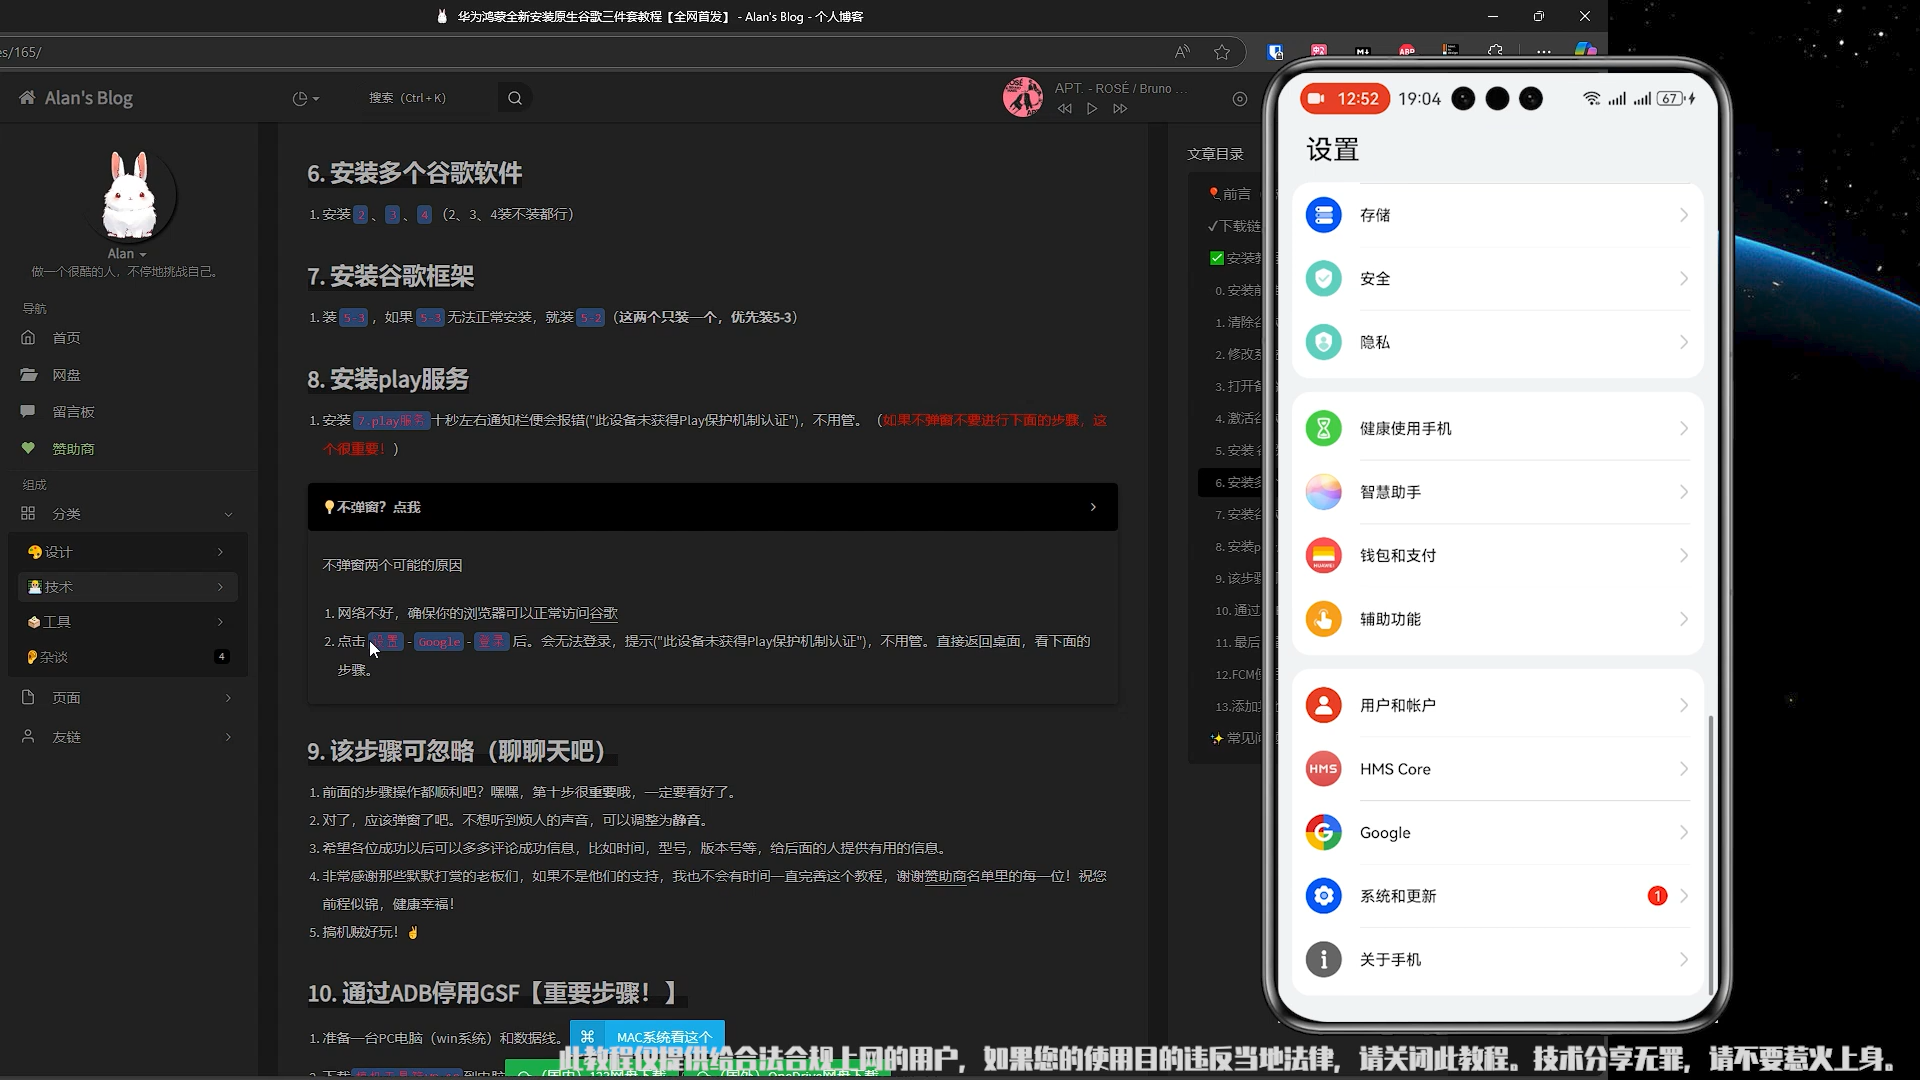 华为鸿蒙全新安装原生谷歌三件套教程【全网首发】 - Alan's Blog - 个人博客
es/165/
Alan's Blog
搜索 (Ctrl + K)
APT. - ROSÉ / Bruno ...
Alan
做一个很酷的人，不停地挑战自己。
导航
首页
网盘
留言板
赞助商
组成
分类
设计
技术
工具
杂谈
4
页面
友链
6. 安装多个谷歌软件
1. 安装 2 、 3 、 4 （2、3、4装不装都行）
7. 安装谷歌框架
1. 装 5-3 ，如果 5-3 无法正常安装，就装 5-2 （这两个只装一个，优先装5-3）
8. 安装play服务
1. 安装 7.play服务 十秒左右通知栏便会报错("此设备未获得Play保护机制认证")，不用管。（如果不弹窗不要进行下面的步骤，这
个很重要！）
不弹窗？点我
不弹窗两个可能的原因
1. 网络不好，确保你的浏览器可以正常访问谷歌
2. 点击 设置 - Google - 登录 后。会无法登录，提示("此设备未获得Play保护机制认证")，不用管。直接返回桌面，看下面的
步骤。
9. 该步骤可忽略（聊聊天吧）
1. 前面的步骤操作都顺利吧？嘿嘿，第十步很重要哦，一定要看好了。
2. 对了，应该弹窗了吧。不想听到烦人的声音，可以调整为静音。
3. 希望各位成功以后可以多多评论成功信息，比如时间，型号，版本号等，给后面的人提供有用的信息。
4. 非常感谢那些默默打赏的老板们，如果不是他们的支持，我也不会有时间一直完善这个教程，谢谢赞助商名单里的每一位！祝您
前程似锦，健康幸福！
5. 搞机贼好玩！✌
10. 通过ADB停用GSF【重要步骤！】
1. 准备一台PC电脑（win系统）和数据线。 MAC系统看这个
文章目录
前言
下载链
安装教
0. 安装前
1. 清除谷
2. 修改系
3. 打开备
4. 激活谷
5. 安装谷
6. 安装多
7. 安装谷
8. 安装p
9. 该步骤
10. 通过
11. 最后
12.FCM
13.添加
常见问
12:52
19:04
67
设置
存储
安全
隐私
健康使用手机
智慧助手
钱包和支付
HUAWEI
辅助功能
用户和帐户
HMS
HMS Core
Google
系统和更新
1
关于手机
此教程仅提供给合法合规上网的用户，如果您的使用目的违反当地法律，请关闭此教程。技术分享无罪，请不要惹火上身。